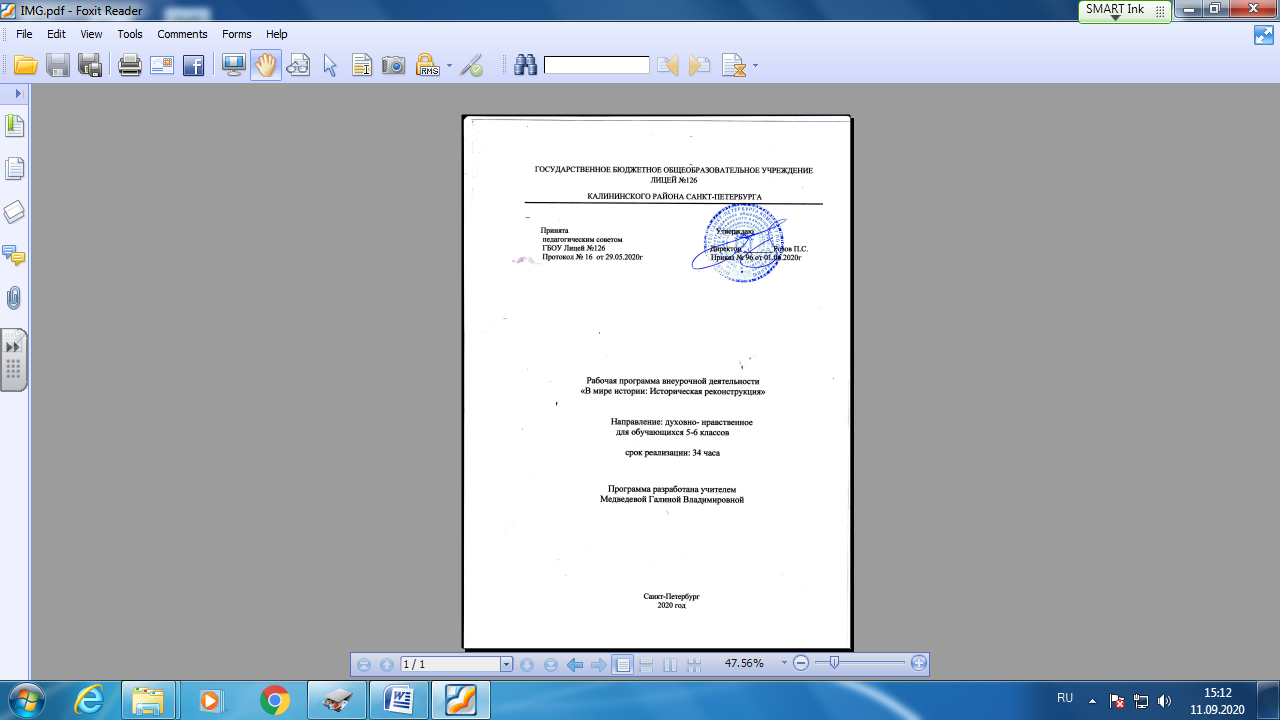 IMG.pdf - Foxit Reader
SMART Ink
File Edit View Tools Comments Forms Help
ГОСУДАРСТВЕННОЕ БЮДЖЕТНОЕ ОБЩЕОБРАЗОВАТЕЛЬНОЕ УЧРЕЖДЕНИЕ
ЛИЦЕЙ №126
КАЛИНИНСКОГО РАЙОНА САНКТ-ПЕТЕРБУРГА
Принята Утверждаю
педагогическим советом
ГБОУ Лицей №126 Директор Розов П.С.
Протокол № 16 от 29.05.2020г Приказ № 96 от 01.06.2020г
Рабочая программа внеурочной деятельности
«В мире истории: Историческая реконструкция»
Направление: духовно- нравственное
для обучающихся 5-6 классов
срок реализации: 34 часа
Программа разработана учителем
Медведевой Галиной Владимировной
Санкт-Петербург
2020 год
1 / 1 47.56%
RU 15:12
11.09.2020